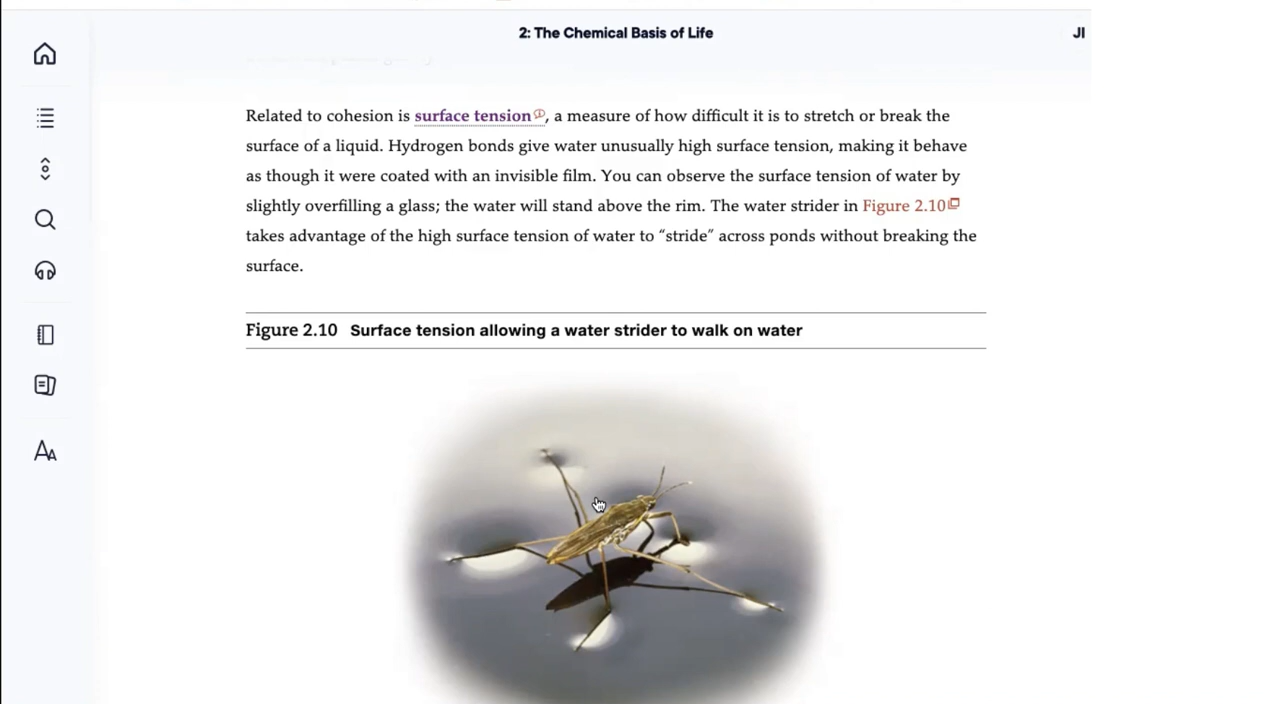 2: The Chemical Basis of Life
JI
Related to cohesion is surface tension, a measure of how difficult it is to stretch or break the
surface of a liquid. Hydrogen bonds give water unusually high surface tension, making it behave
as though it were coated with an invisible film. You can observe the surface tension of water by
slightly overfilling a glass; the water will stand above the rim. The water strider in Figure 2.10
takes advantage of the high surface tension of water to “stride” across ponds without breaking the
surface.
Figure 2.10 Surface tension allowing a water strider to walk on water
AA